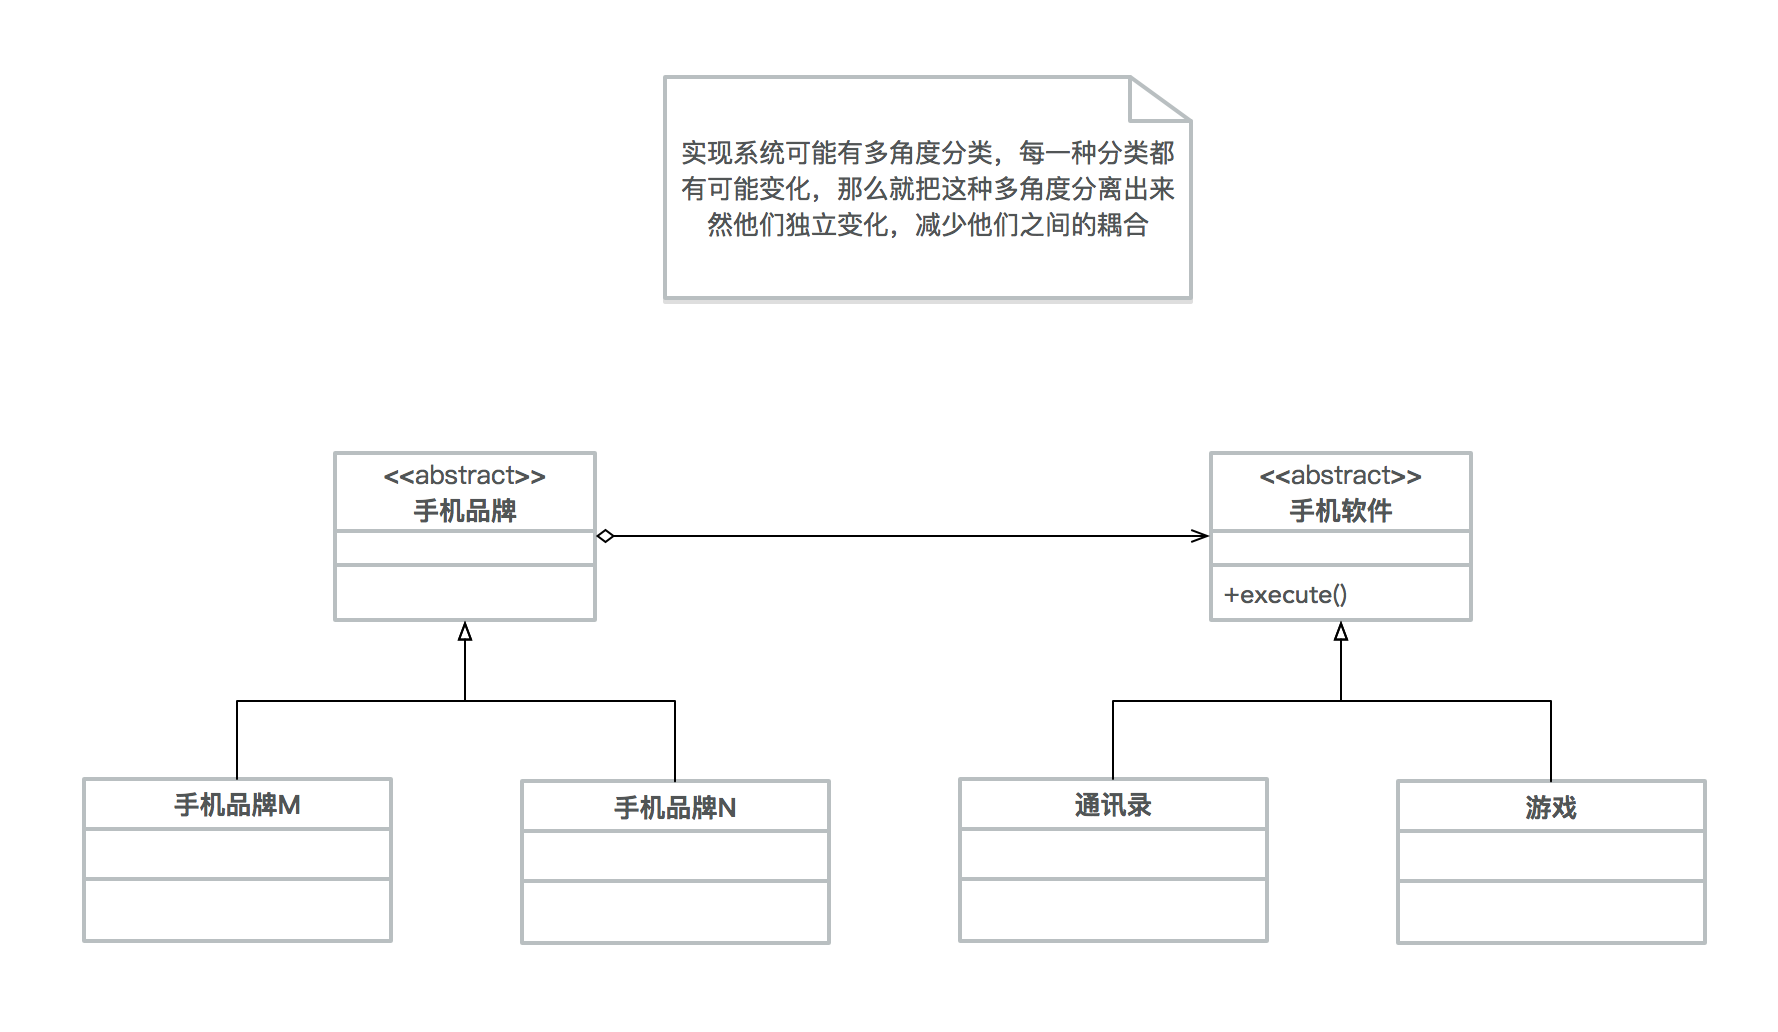 实现系统可能有多角度分类，每一种分类都
有可能变化，那么就把这种多角度分离出来
然他们独立变化，减少他们之间的耦合
<<abstract>>
手机品牌
<<abstract>>
手机软件
+execute()
手机品牌M
手机品牌N
通讯录
游戏